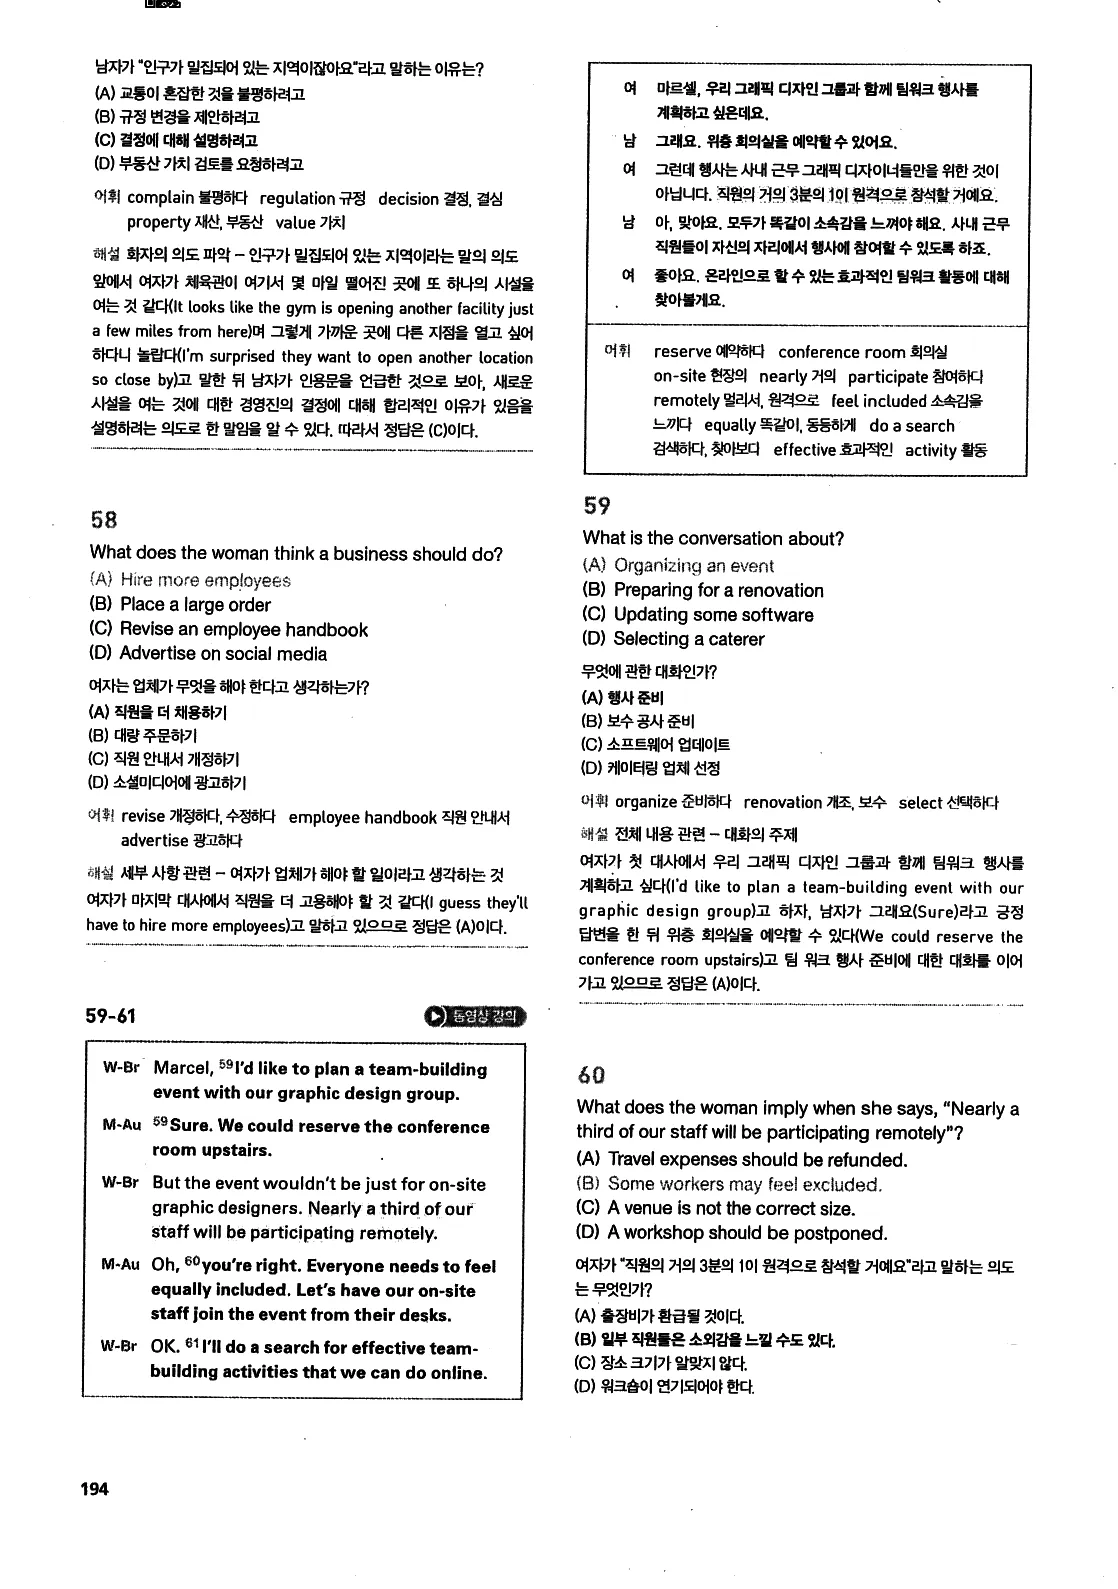 남자가 "인구가 밀집되어 있는 지역이잖아요"라고 말하는 이유는?
(A) 교통이 혼잡한 것을 불평하려고
(B) 규정 변경을 제안하려고
(C) 결정에 대해 설명하려고
(D) 부동산 가치 검토를 요청하려고
어휘 complain 불평하다 regulation 규정 decision 결정, 결심
property 재산, 부동산 value 가치
해설 화자의 의도 파악 – 인구가 밀집되어 있는 지역이라는 말의 의도
앞에서 여자가 체육관이 여기서 몇 마일 떨어진 곳에 또 하나의 시설을
여는 것 같다(It looks like the gym is opening another facility just
a few miles from here)며 그렇게 가까운 곳에 다른 지점을 열고 싶어
하다니 놀랍다(I'm surprised they want to open another location
so close by)고 말한 뒤 남자가 인용문을 언급한 것으로 보아, 새로운
시설을 여는 것에 대한 경영진의 결정에 대해 합리적인 이유가 있음을
설명하려는 의도로 한 말임을 알 수 있다. 따라서 정답은 (C)이다.
58
What does the woman think a business should do?
(A) Hire more employees
(B) Place a large order
(C) Revise an employee handbook
(D) Advertise on social media
여자는 업체가 무엇을 해야 한다고 생각하는가?
(A) 직원을 더 채용하기
(B) 대량 주문하기
(C) 직원 안내서 개정하기
(D) 소셜미디어에 광고하기
어휘 revise 개정하다, 수정하다 employee handbook 직원 안내서
advertise 광고하다
해설 세부 사항 관련 – 여자가 업체가 해야 할 일이라고 생각하는 것
여자가 마지막 대사에서 직원을 더 고용해야 할 것 같다(I guess they'll
have to hire more employees)고 말하고 있으므로 정답은 (A)이다.
59-61
동영상 강의
W-Br Marcel, 59I'd like to plan a team-building
event with our graphic design group.
M-Au 59Sure. We could reserve the conference
room upstairs.
W-Br But the event wouldn't be just for on-site
graphic designers. Nearly a third of our
staff will be participating remotely.
M-Au Oh, 60you're right. Everyone needs to feel
equally included. Let's have our on-site
staff join the event from their desks.
W-Br OK. 61I'll do a search for effective team-
building activities that we can do online.
194
여 마르셀, 우리 그래픽 디자인 그룹과 함께 팀워크 행사를
계획하고 싶은데요.
남 그래요. 위층 회의실을 예약할 수 있어요.
여 그런데 행사는 사내 근무 그래픽 디자이너들만을 위한 것이
아닙니다. 직원의 거의 3분의 1이 원격으로 참석할 거예요.
남 아, 맞아요. 모두가 똑같이 소속감을 느껴야 해요. 사내 근무
직원들이 자신의 자리에서 행사에 참여할 수 있도록 하죠.
여 좋아요. 온라인으로 할 수 있는 효과적인 팀워크 활동에 대해
찾아볼게요.
어휘 reserve 예약하다 conference room 회의실
on-site 현장의 nearly 거의 participate 참여하다
remotely 멀리서, 원격으로 feel included 소속감을
느끼다 equally 똑같이, 동등하게 do a search
검색하다, 찾아보다 effective 효과적인 activity 활동
59
What is the conversation about?
(A) Organizing an event
(B) Preparing for a renovation
(C) Updating some software
(D) Selecting a caterer
무엇에 관한 대화인가?
(A) 행사 준비
(B) 보수 공사 준비
(C) 소프트웨어 업데이트
(D) 케이터링 업체 선정
어휘 organize 준비하다 renovation 개조, 보수 select 선택하다
해설 전체 내용 관련 – 대화의 주제
여자가 첫 대사에서 우리 그래픽 디자인 그룹과 함께 팀워크 행사를
계획하고 싶다(I'd like to plan a team-building event with our
graphic design group)고 하자, 남자가 그래요(Sure)라고 긍정
답변을 한 뒤 위층 회의실을 예약할 수 있다(We could reserve the
conference room upstairs)고 팀 워크 행사 준비에 대한 대화를 이어
가고 있으므로 정답은 (A)이다.
60
What does the woman imply when she says, "Nearly a
third of our staff will be participating remotely"?
(A) Travel expenses should be refunded.
(B) Some workers may feel excluded.
(C) A venue is not the correct size.
(D) A workshop should be postponed.
여자가 "직원의 거의 3분의 1이 원격으로 참석할 거예요"라고 말하는 의도
는 무엇인가?
(A) 출장비가 환급될 것이다.
(B) 일부 직원들은 소외감을 느낄 수도 있다.
(C) 장소 크기가 알맞지 않다.
(D) 워크숍이 연기되어야 한다.